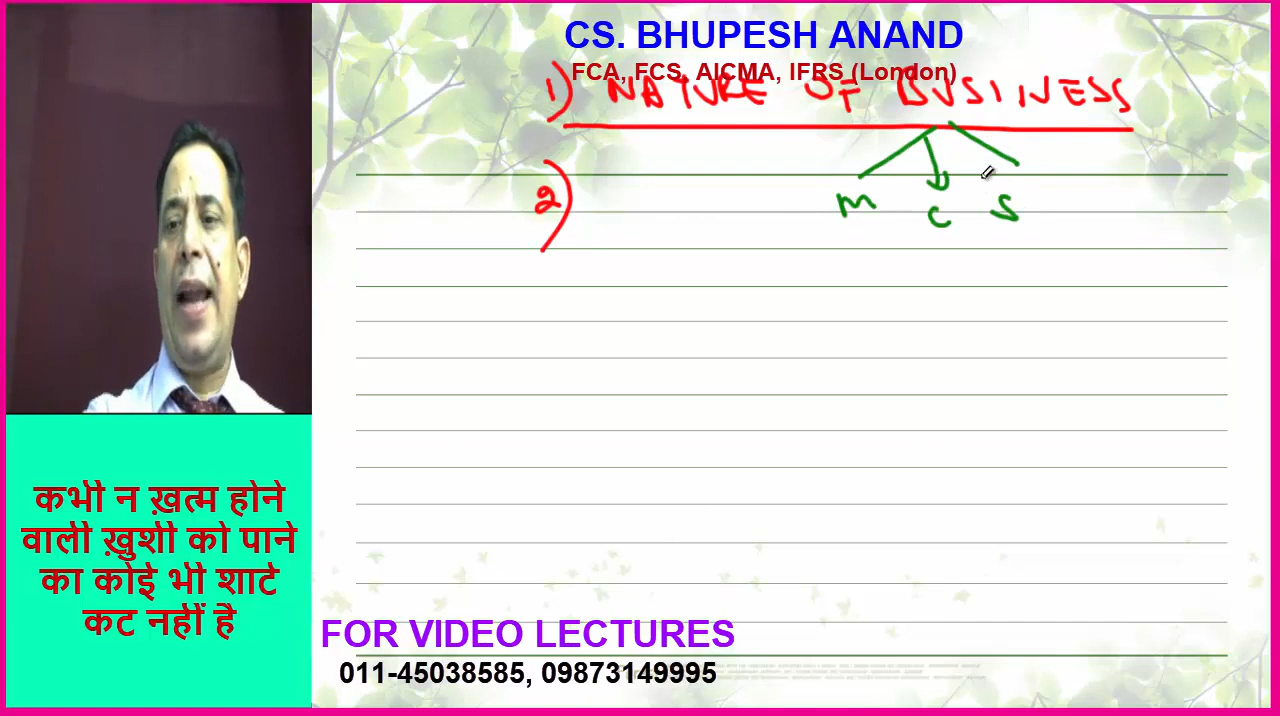 CS. BHUPESH ANAND
FCA, FCS, AICMA, IFRS (London)
1) NATURE OF BUSINESS
M C S
2)
कभी न ख़त्म होने
वाली ख़ुशी को पाने
का कोई भी शार्ट
कट नहीं है
FOR VIDEO LECTURES
011-45038585, 09873149995